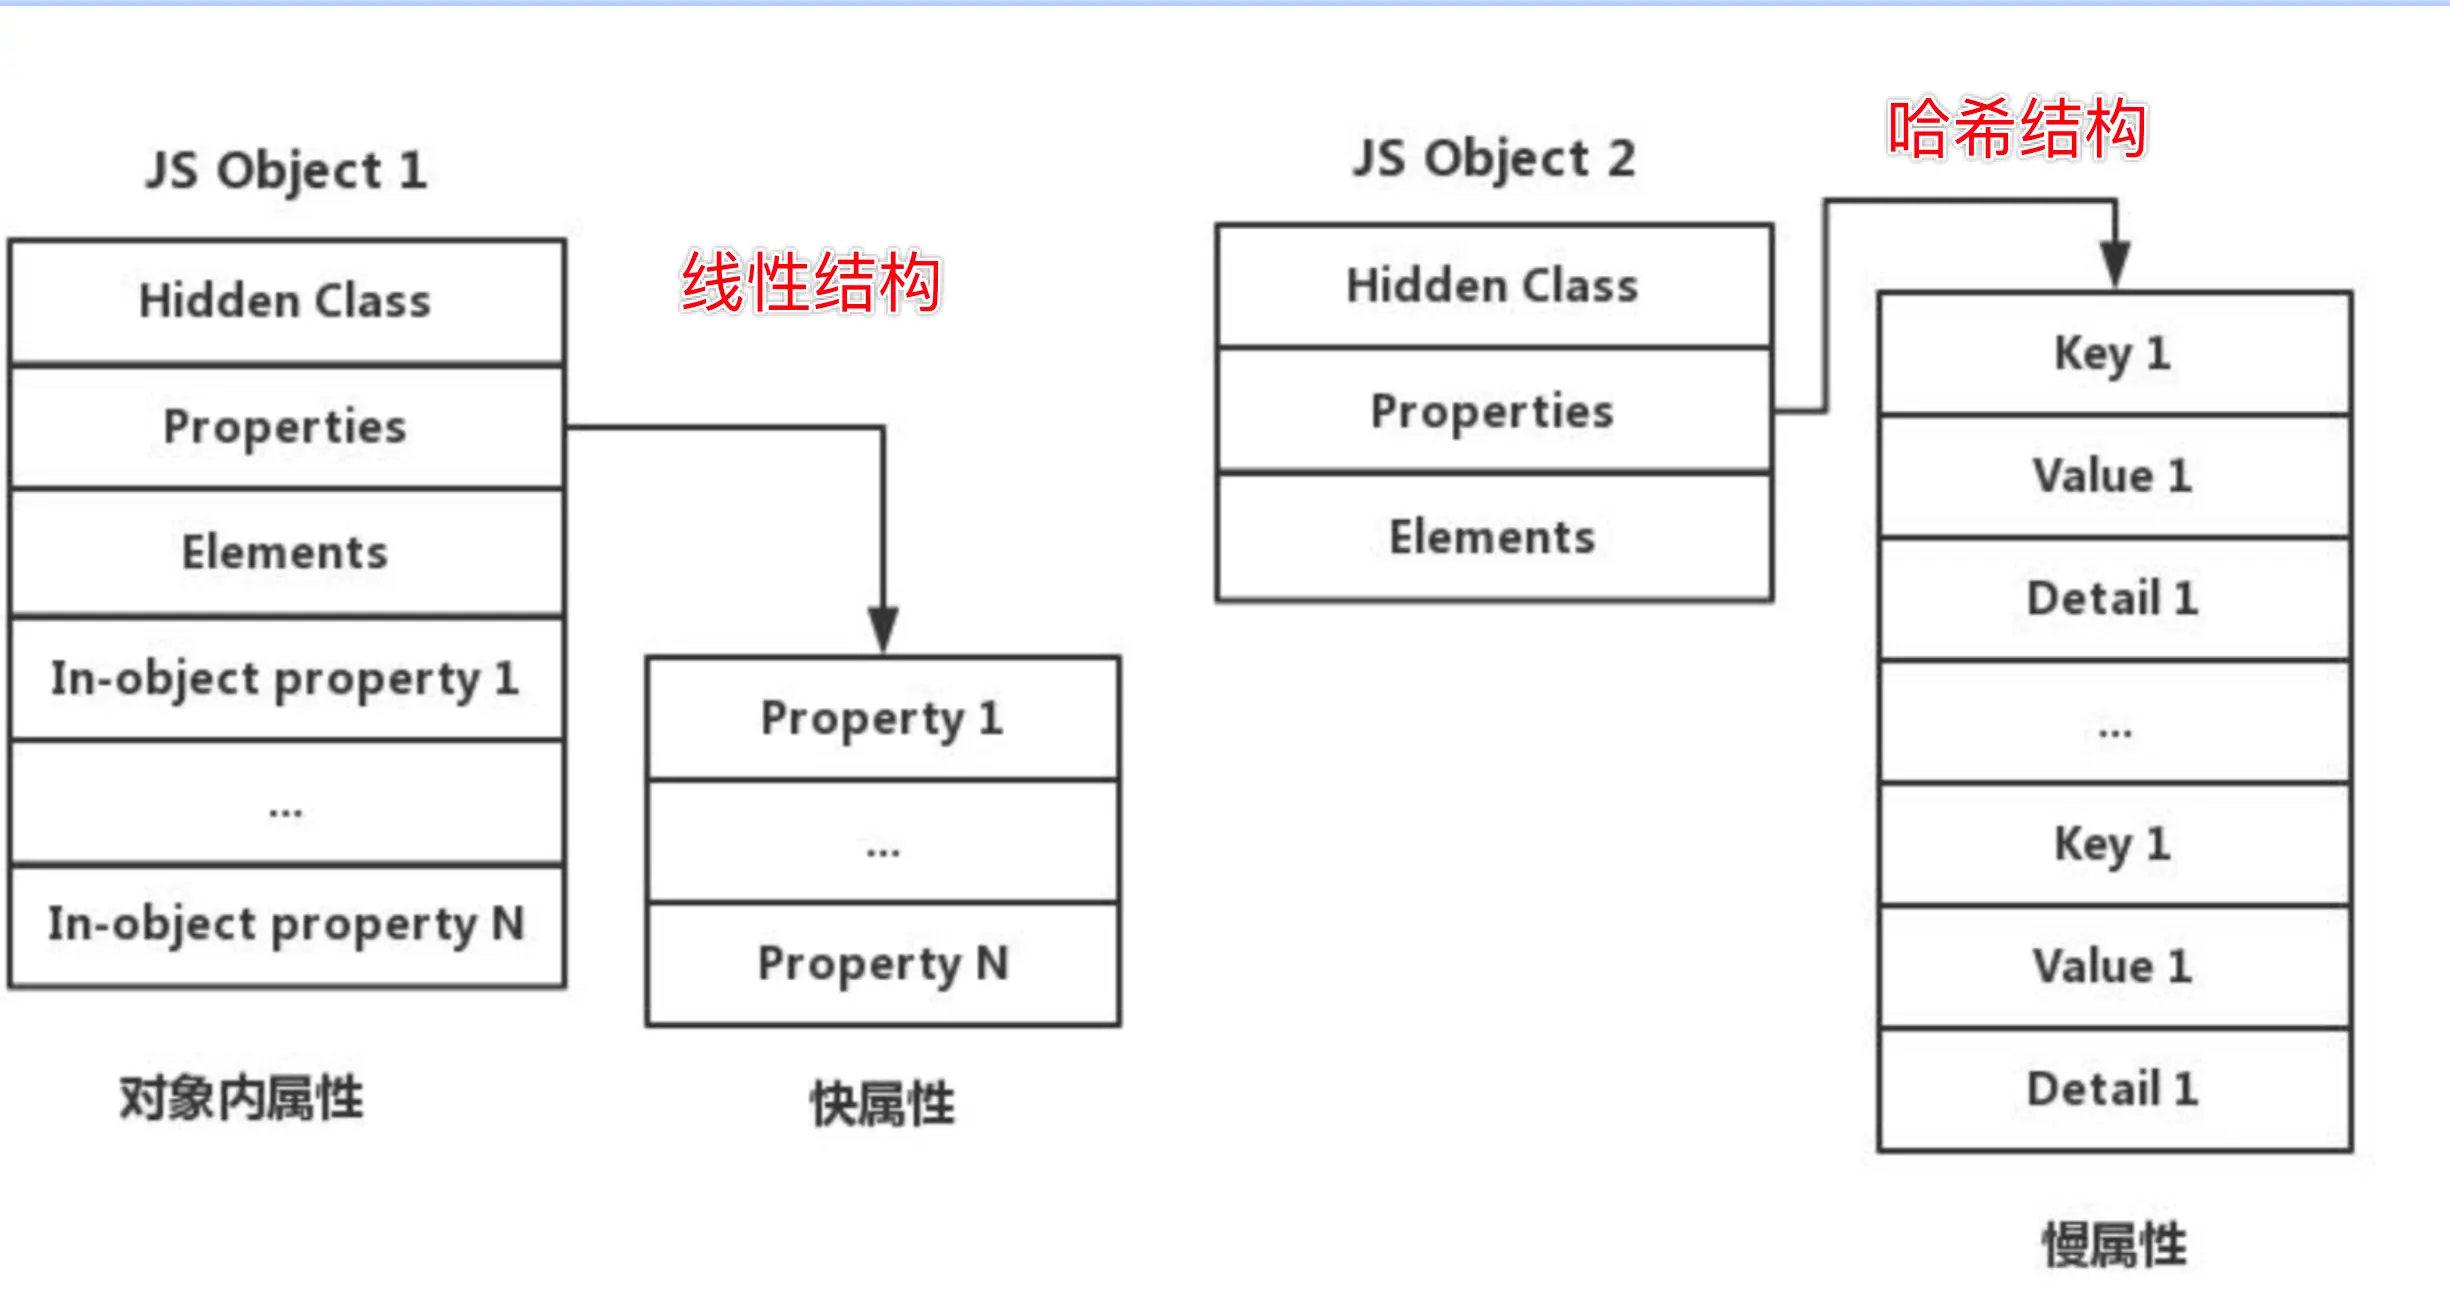 JS Object 1
Hidden Class
Properties
Elements
In-object property 1
...
In-object property N
对象内属性
线性结构
Property 1
...
Property N
快属性
JS Object 2
Hidden Class
Properties
Elements
哈希结构
Key 1
Value 1
Detail 1
...
Key 1
Value 1
Detail 1
慢属性